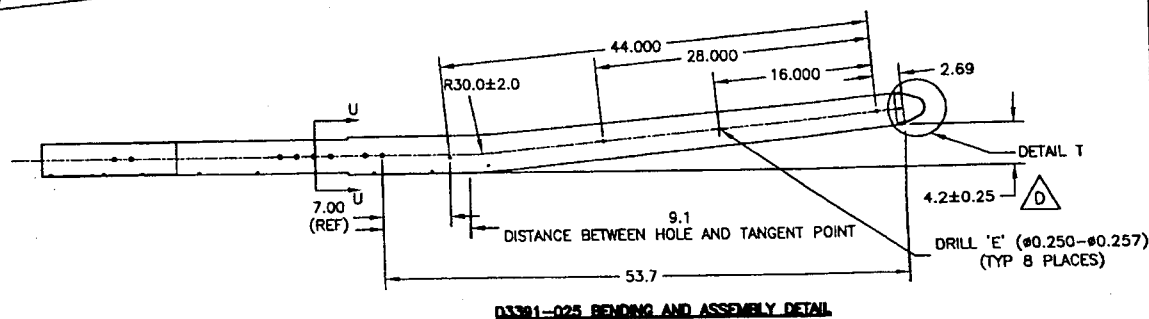 44.000
28.000
16.000
2.69
R30.0±2.0
U
DETAIL T
U
7.00
(REF)
4.2±0.25
D
9.1
DISTANCE BETWEEN HOLE AND TANGENT POINT
DRILL 'E' (ø0.250-ø0.257)
(TYP 8 PLACES)
53.7
D3391-025 BENDING AND ASSEMBLY DETAIL